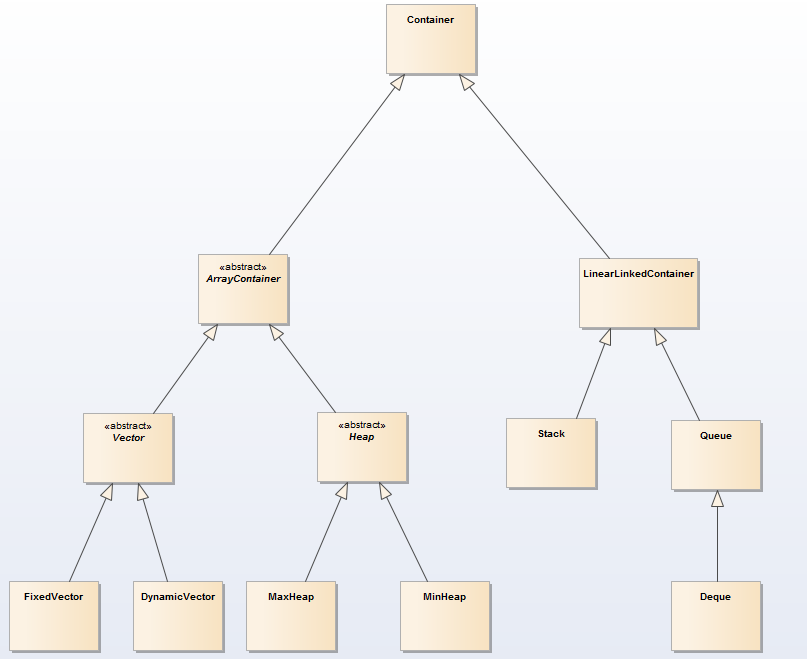 Container
«abstract»
ArrayContainer
LinearLinkedContainer
«abstract»
Vector
«abstract»
Heap
Stack
Queue
FixedVector
DynamicVector
MaxHeap
MinHeap
Deque